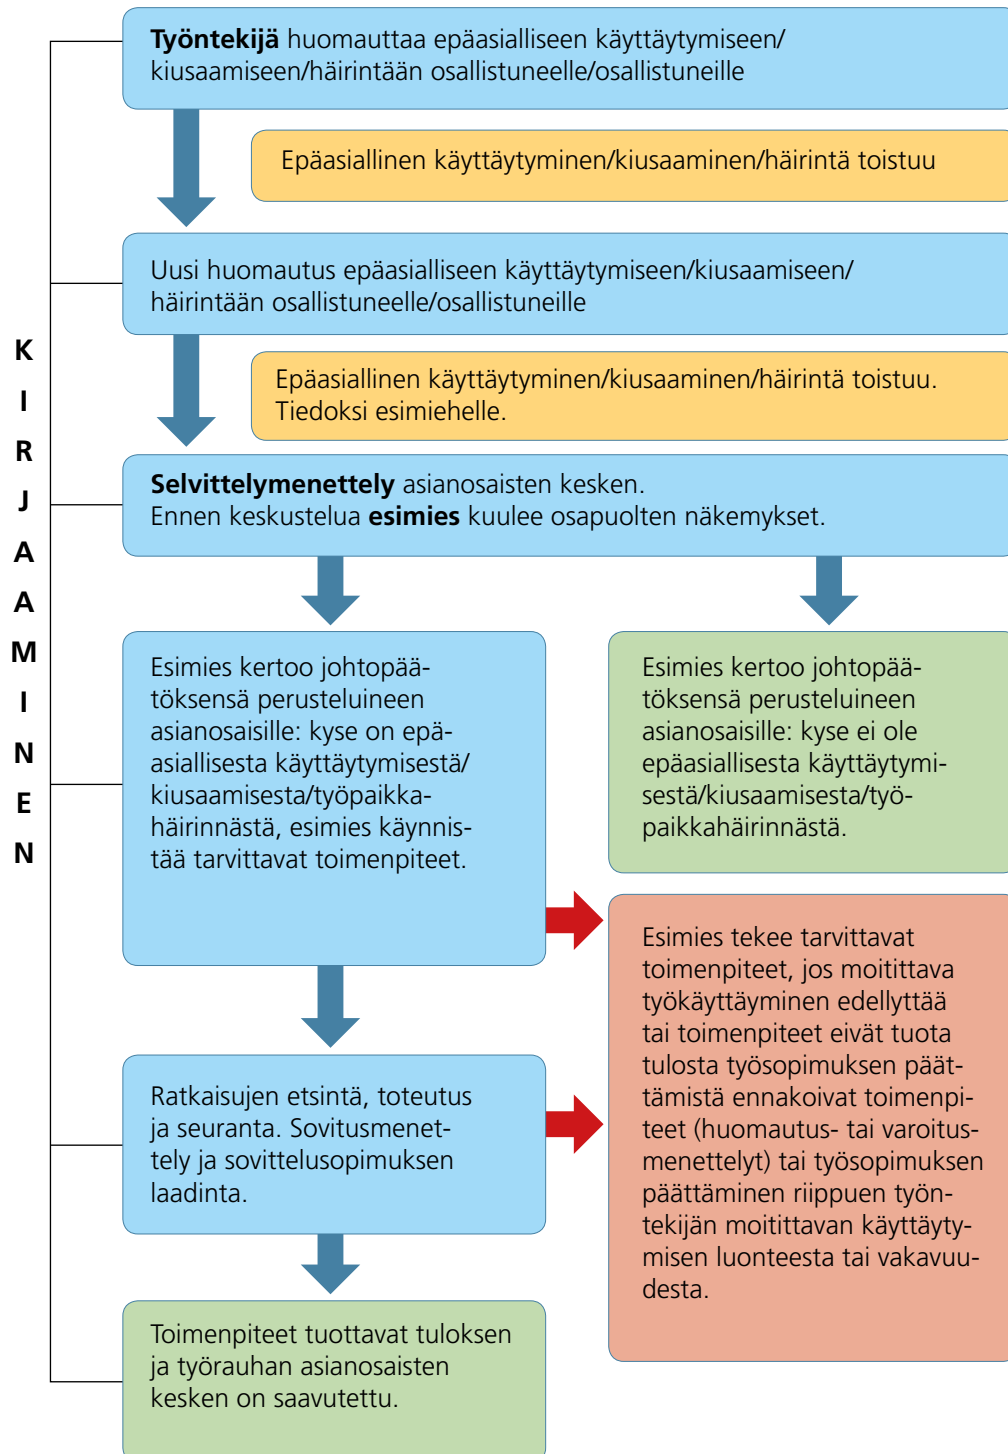 Työntekijä huomauttaa epäasialliseen käyttäytymiseen/
kiusaamiseen/häirintään osallistuneelle/osallistuneille
Epäasiallinen käyttäytyminen/kiusaaminen/häirintä toistuu
Uusi huomautus epäasialliseen käyttäytymiseen/kiusaamiseen/
häirintään osallistuneelle/osallistuneille
Epäasiallinen käyttäytyminen/kiusaaminen/häirintä toistuu.
Tiedoksi esimiehelle.
Selvittelymenettely asianosaisten kesken.
Ennen keskustelua esimies kuulee osapuolten näkemykset.
KIRJAAMINEN
Esimies kertoo johtopää-
töksensä perusteluineen
asianosaisille: kyse on epä-
asiallisesta käyttäytymisestä/
kiusaamisesta/työpaikka-
häirinnästä, esimies käynnis-
tää tarvittavat toimenpiteet.
Esimies kertoo johtopää-
töksensä perusteluineen
asianosaisille: kyse ei ole
epäasiallisesta käyttäytymi-
sestä/kiusaamisesta/työ-
paikkahäirinnästä.
Esimies tekee tarvittavat
toimenpiteet, jos moitittava
työkäyttäyminen edellyttää
tai toimenpiteet eivät tuota
tulosta työsopimuksen päät-
tämistä ennakoivat toimenpi-
teet (huomautus- tai varoitus-
menettelyt) tai työsopimuksen
päättäminen riippuen työn-
tekijän moitittavan käyttäyty-
misen luonteesta tai vakavuu-
desta.
Ratkaisujen etsintä, toteutus
ja seuranta. Sovitusmenet-
tely ja sovittelusopimuksen
laadinta.
Toimenpiteet tuottavat tuloksen
ja työrauhan asianosaisten
kesken on saavutettu.